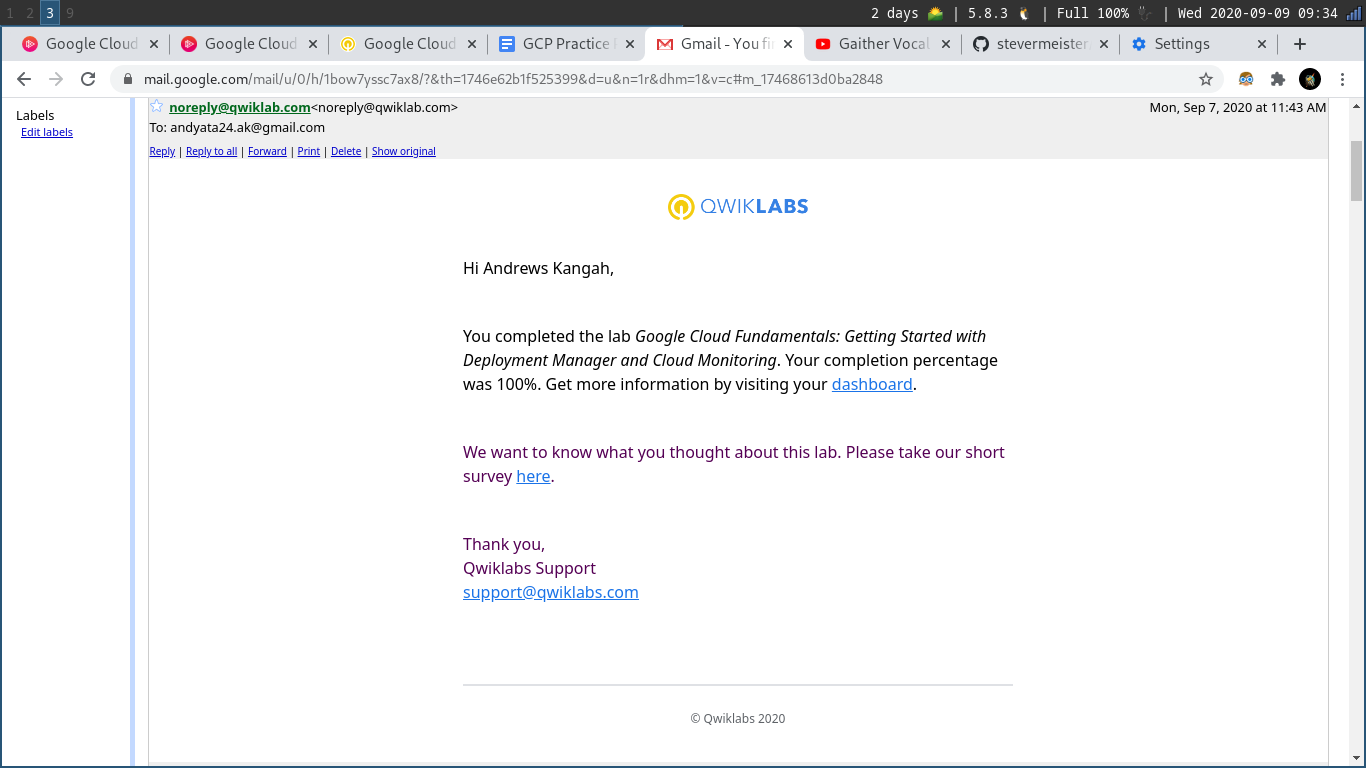 1 2 3 9 2 days | 5.8.3 | Full 100% | Wed 2020-09-09 09:34
Google Cloud Google Cloud Google Cloud GCP Practice Gmail - You fi Gaither Vocal stevermeister Settings
mail.google.com/mail/u/0/h/1bow7yssc7ax8/?&th=1746e62b1f525399&d=u&n=1r&dhm=1&v=c#m_17468613d0ba2848
Labels
Edit labels
noreply@qwiklab.com<noreply@qwiklab.com> Mon, Sep 7, 2020 at 11:43 AM
To: andyata24.ak@gmail.com
Reply | Reply to all | Forward | Print | Delete | Show original
QWIKLABS
Hi Andrews Kangah,
You completed the lab Google Cloud Fundamentals: Getting Started with
Deployment Manager and Cloud Monitoring. Your completion percentage
was 100%. Get more information by visiting your dashboard.
We want to know what you thought about this lab. Please take our short
survey here.
Thank you,
Qwiklabs Support
support@qwiklabs.com
© Qwiklabs 2020